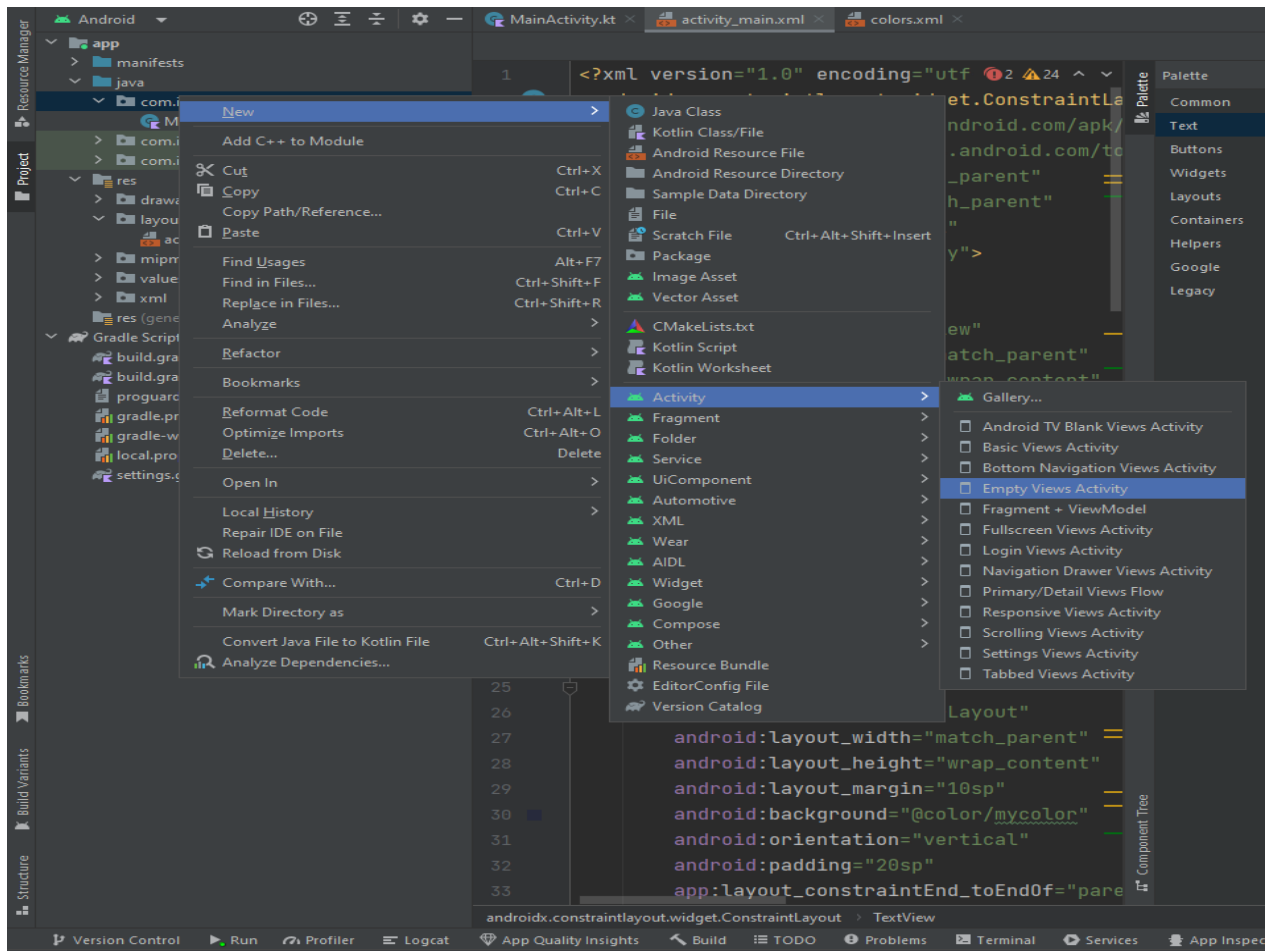 Android
MainActivity.kt
activity_main.xml
colors.xml
Resource Manager
Project
Bookmarks
Build Variants
Structure
app
manifests
java
com.i
M
com.i
com.i
res
drawa
layou
ac
mipm
value
xml
res (gene
Gradle Script
build.gra
build.gra
proguard
gradle.pr
gradle-w
local.pro
settings.g
New
Add C++ to Module
Cut Ctrl+X
Copy Ctrl+C
Copy Path/Reference...
Paste Ctrl+V
Find Usages Alt+F7
Find in Files... Ctrl+Shift+F
Replace in Files... Ctrl+Shift+R
Analyze
Refactor
Bookmarks
Reformat Code Ctrl+Alt+L
Optimize Imports Ctrl+Alt+O
Delete... Delete
Open In
Local History
Repair IDE on File
Reload from Disk
Compare With... Ctrl+D
Mark Directory as
Convert Java File to Kotlin File Ctrl+Alt+Shift+K
Analyze Dependencies...
Java Class
Kotlin Class/File
Android Resource File
Android Resource Directory
Sample Data Directory
File
Scratch File Ctrl+Alt+Shift+Insert
Package
Image Asset
Vector Asset
CMakeLists.txt
Kotlin Script
Kotlin Worksheet
Activity
Fragment
Folder
Service
UiComponent
Automotive
XML
Wear
AIDL
Widget
Google
Compose
Other
Resource Bundle
EditorConfig File
Version Catalog
Gallery...
Android TV Blank Views Activity
Basic Views Activity
Bottom Navigation Views Activity
Empty Views Activity
Fragment + ViewModel
Fullscreen Views Activity
Login Views Activity
Navigation Drawer Views Activity
Primary/Detail Views Flow
Responsive Views Activity
Scrolling Views Activity
Settings Views Activity
Tabbed Views Activity
1 <?xml version="1.0" encoding="utf 2 24
et.ConstraintLa
ndroid.com/apk/
.android.com/to
_parent"
h_parent"
"
y">
ew"
atch_parent"
wrap_content"
25
26 Layout"
27 android:layout_width="match_parent"
28 android:layout_height="wrap_content"
29 android:layout_margin="10sp"
30 android:background="@color/mycolor"
31 android:orientation="vertical"
32 android:padding="20sp"
33 app:layout_constraintEnd_toEndOf="pare
androidx.constraintlayout.widget.ConstraintLayout > TextView
Palette
Component Tree
Palette
Common
Text
Buttons
Widgets
Layouts
Containers
Helpers
Google
Legacy
Version Control Run Profiler Logcat App Quality Insights Build TODO Problems Terminal Services App Inspec